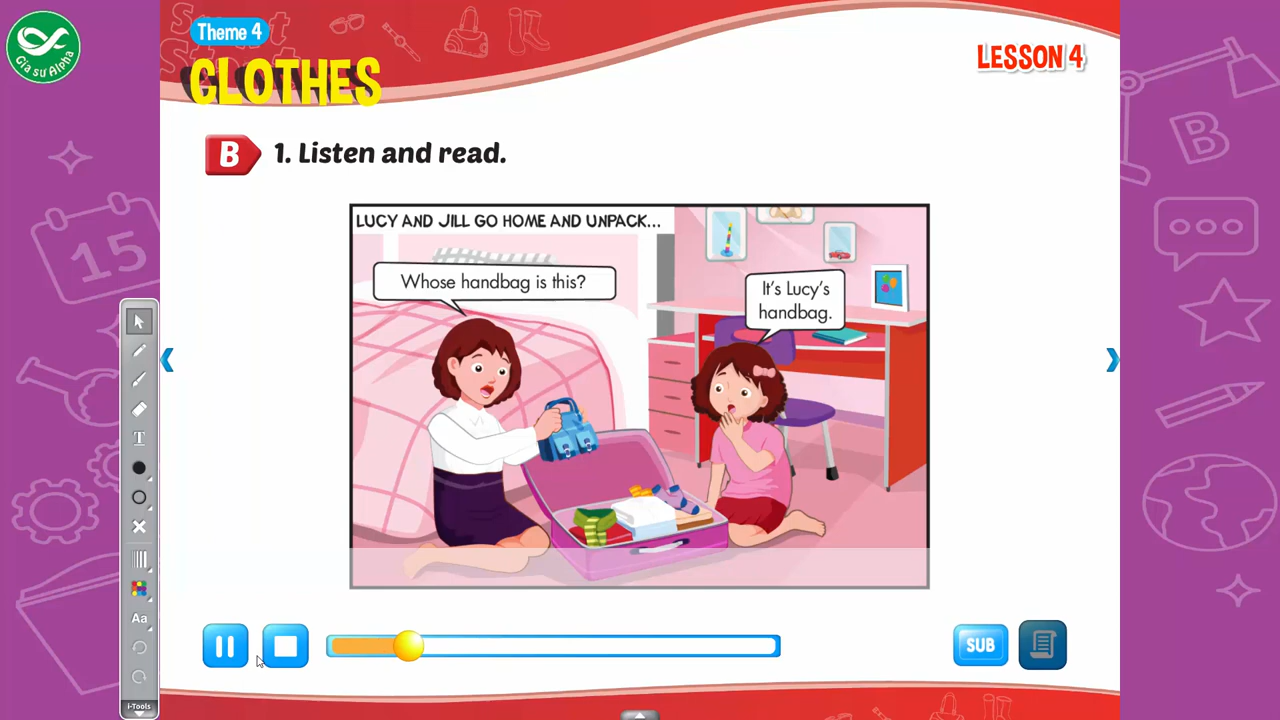 Gia sư Alpha
Theme 4
CLOTHES
LESSON 4
B 1. Listen and read.
LUCY AND JILL GO HOME AND UNPACK...
Whose handbag is this?
It's Lucy's
handbag.
15
B
T
Aa
i-Tools
SUB